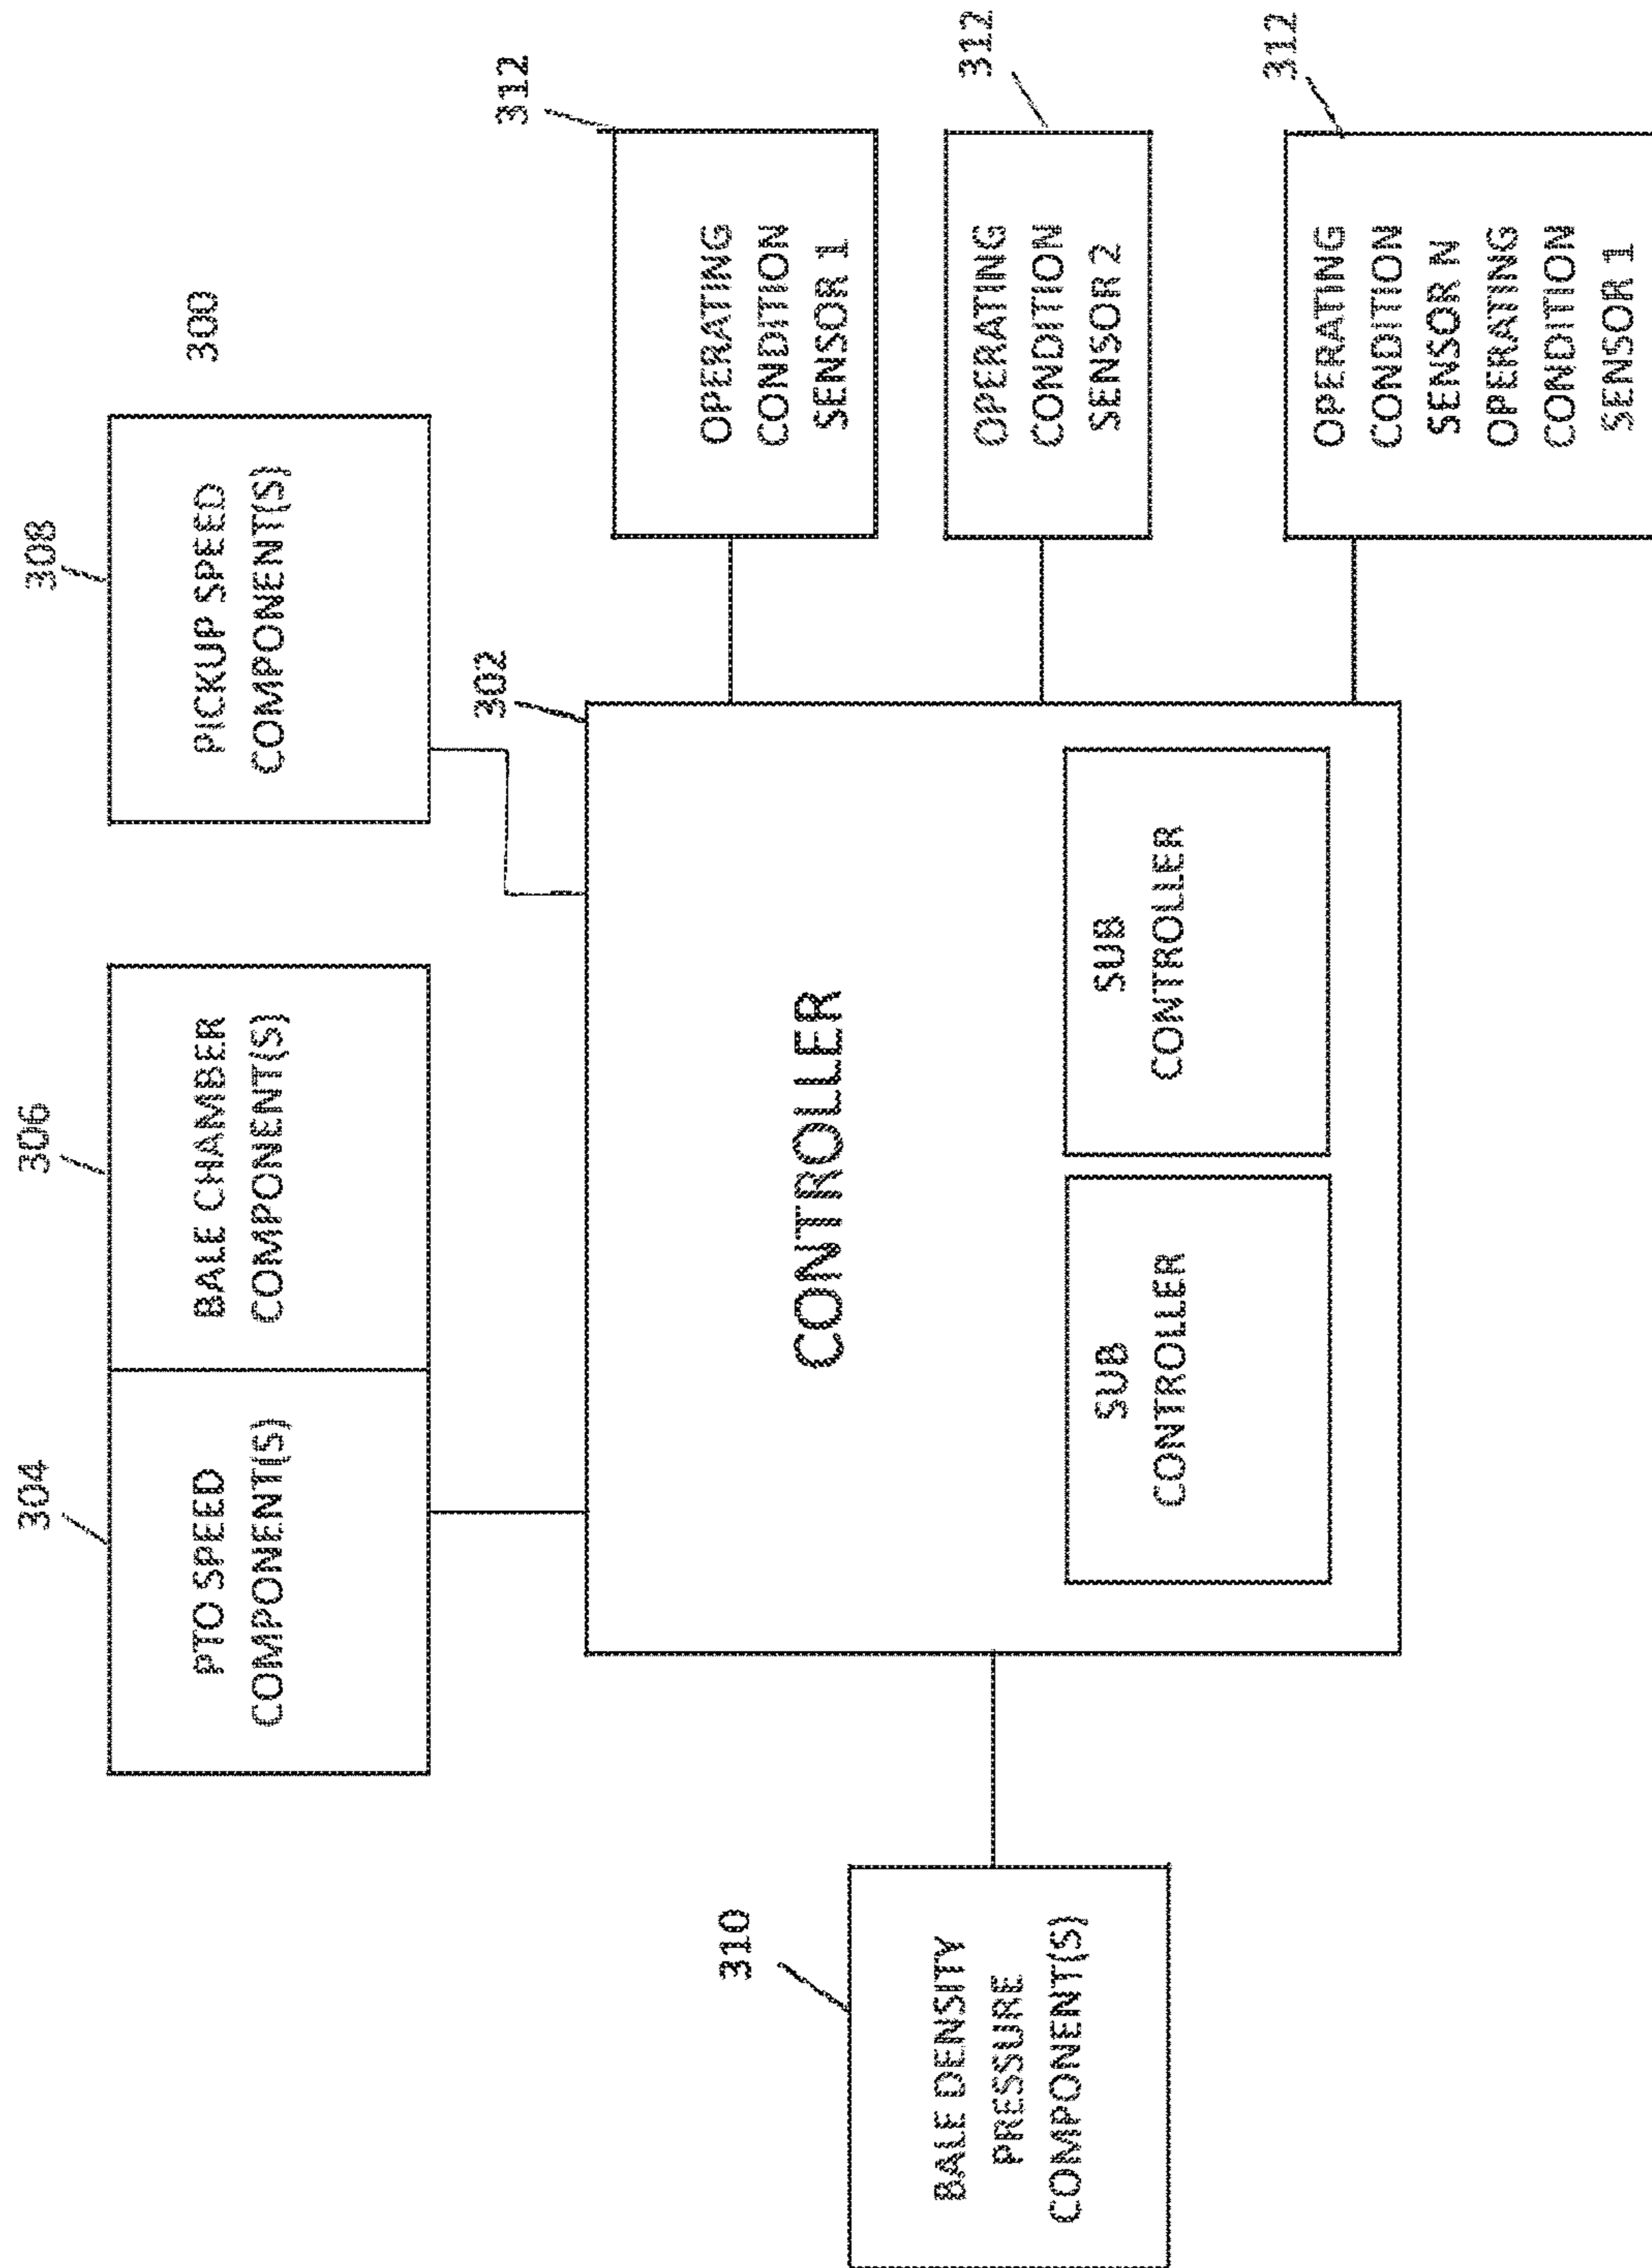 300
304
306
308
PTO SPEED
COMPONENT(S)
BALE CHAMBER
COMPONENT(S)
PICKUP SPEED
COMPONENT(S)
302
312
310
CONTROLLER
OPERATING
CONDITION
SENSOR 1
BALE DENSITY
PRESSURE
COMPONENT(S)
312
OPERATING
CONDITION
SENSOR 2
SUB
CONTROLLER
SUB
CONTROLLER
312
OPERATING
CONDITION
SENSOR N
OPERATING
CONDITION
SENSOR 1